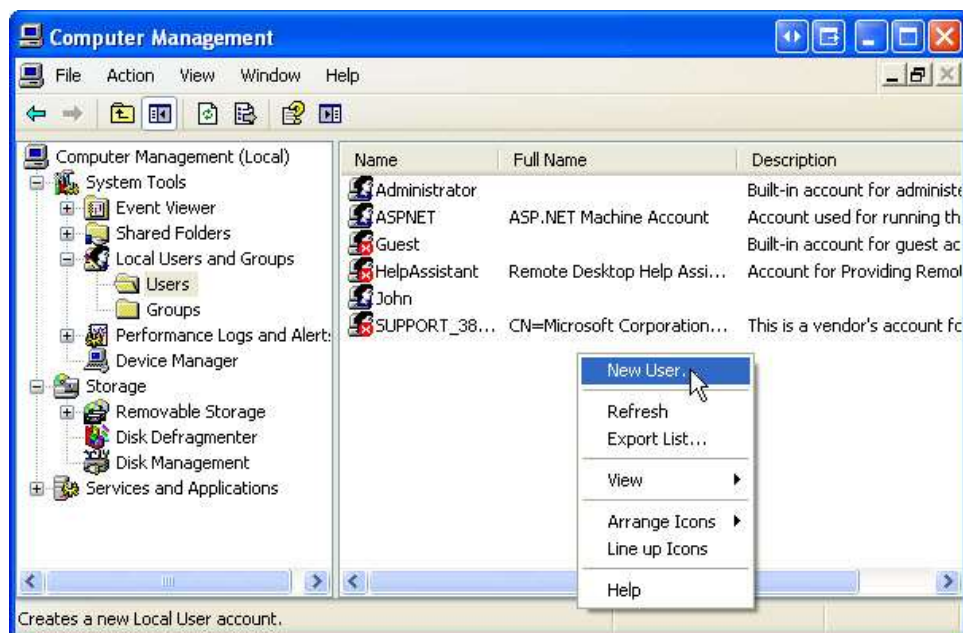 Computer Management
File Action View Window Help
Computer Management (Local)
System Tools
Event Viewer
Shared Folders
Local Users and Groups
Users
Groups
Performance Logs and Alert
Device Manager
Storage
Removable Storage
Disk Defragmenter
Disk Management
Services and Applications
Name Full Name Description
Administrator Built-in account for administe
ASPNET ASP.NET Machine Account Account used for running th
Guest Built-in account for guest ac
HelpAssistant Remote Desktop Help Assi... Account for Providing Remot
John
SUPPORT_38... CN=Microsoft Corporation... This is a vendor's account fo
New User..
Refresh
Export List...
View
Arrange Icons
Line up Icons
Help
Creates a new Local User account.